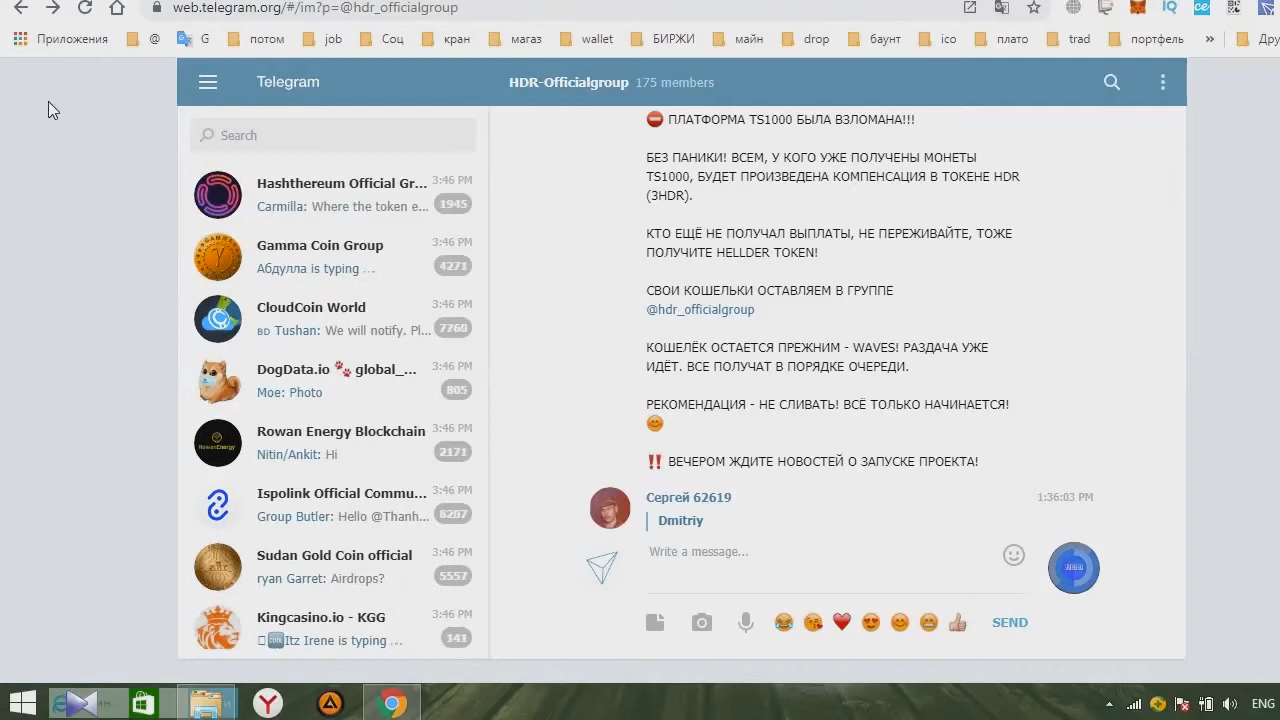 web.telegram.org/#/im?p=@hdr_officialgroup
Приложения @ G потом job Соц кран магаз wallet БИРЖИ майн drop баунт ico плато trad портфель » Дру
Telegram
HDR-Officialgroup 175 members
Search
Hashthereum Official Gr... 3:46 PM
Carmilla: Where the token e... 1945
Gamma Coin Group 3:46 PM
Абдулла is typing ... 4271
CloudCoin World 3:46 PM
BD Tushan: We will notify. Pl... 7760
DogData.io 🐾 global_... 3:46 PM
Moe: Photo 805
Rowan Energy Blockchain 3:46 PM
Nitin/Ankit: Hi 2171
Ispolink Official Commu... 3:46 PM
Group Butler: Hello @Thanh... 8207
Sudan Gold Coin official 3:46 PM
ryan Garret: Airdrops? 5557
Kingcasino.io - KGG 3:46 PM
Itz Irene is typing ... 141
⛔ ПЛАТФОРМА TS1000 БЫЛА ВЗЛОМАНА!!!
БЕЗ ПАНИКИ! ВСЕМ, У КОГО УЖЕ ПОЛУЧЕНЫ МОНЕТЫ
TS1000, БУДЕТ ПРОИЗВЕДЕНА КОМПЕНСАЦИЯ В ТОКЕНЕ HDR
(3HDR).
КТО ЕЩЁ НЕ ПОЛУЧАЛ ВЫПЛАТЫ, НЕ ПЕРЕЖИВАЙТЕ, ТОЖЕ
ПОЛУЧИТЕ HELLDER TOKEN!
СВОИ КОШЕЛЬКИ ОСТАВЛЯЕМ В ГРУППЕ
@hdr_officialgroup
КОШЕЛЁК ОСТАЕТСЯ ПРЕЖНИМ - WAVES! РАЗДАЧА УЖЕ
ИДЁТ. ВСЕ ПОЛУЧАТ В ПОРЯДКЕ ОЧЕРЕДИ.
РЕКОМЕНДАЦИЯ - НЕ СЛИВАТЬ! ВСЁ ТОЛЬКО НАЧИНАЕТСЯ!
😊
‼ ВЕЧЕРОМ ЖДИТЕ НОВОСТЕЙ О ЗАПУСКЕ ПРОЕКТА!
Сергей 62619 1:36:03 PM
Dmitriy
Write a message...
SEND
ENG